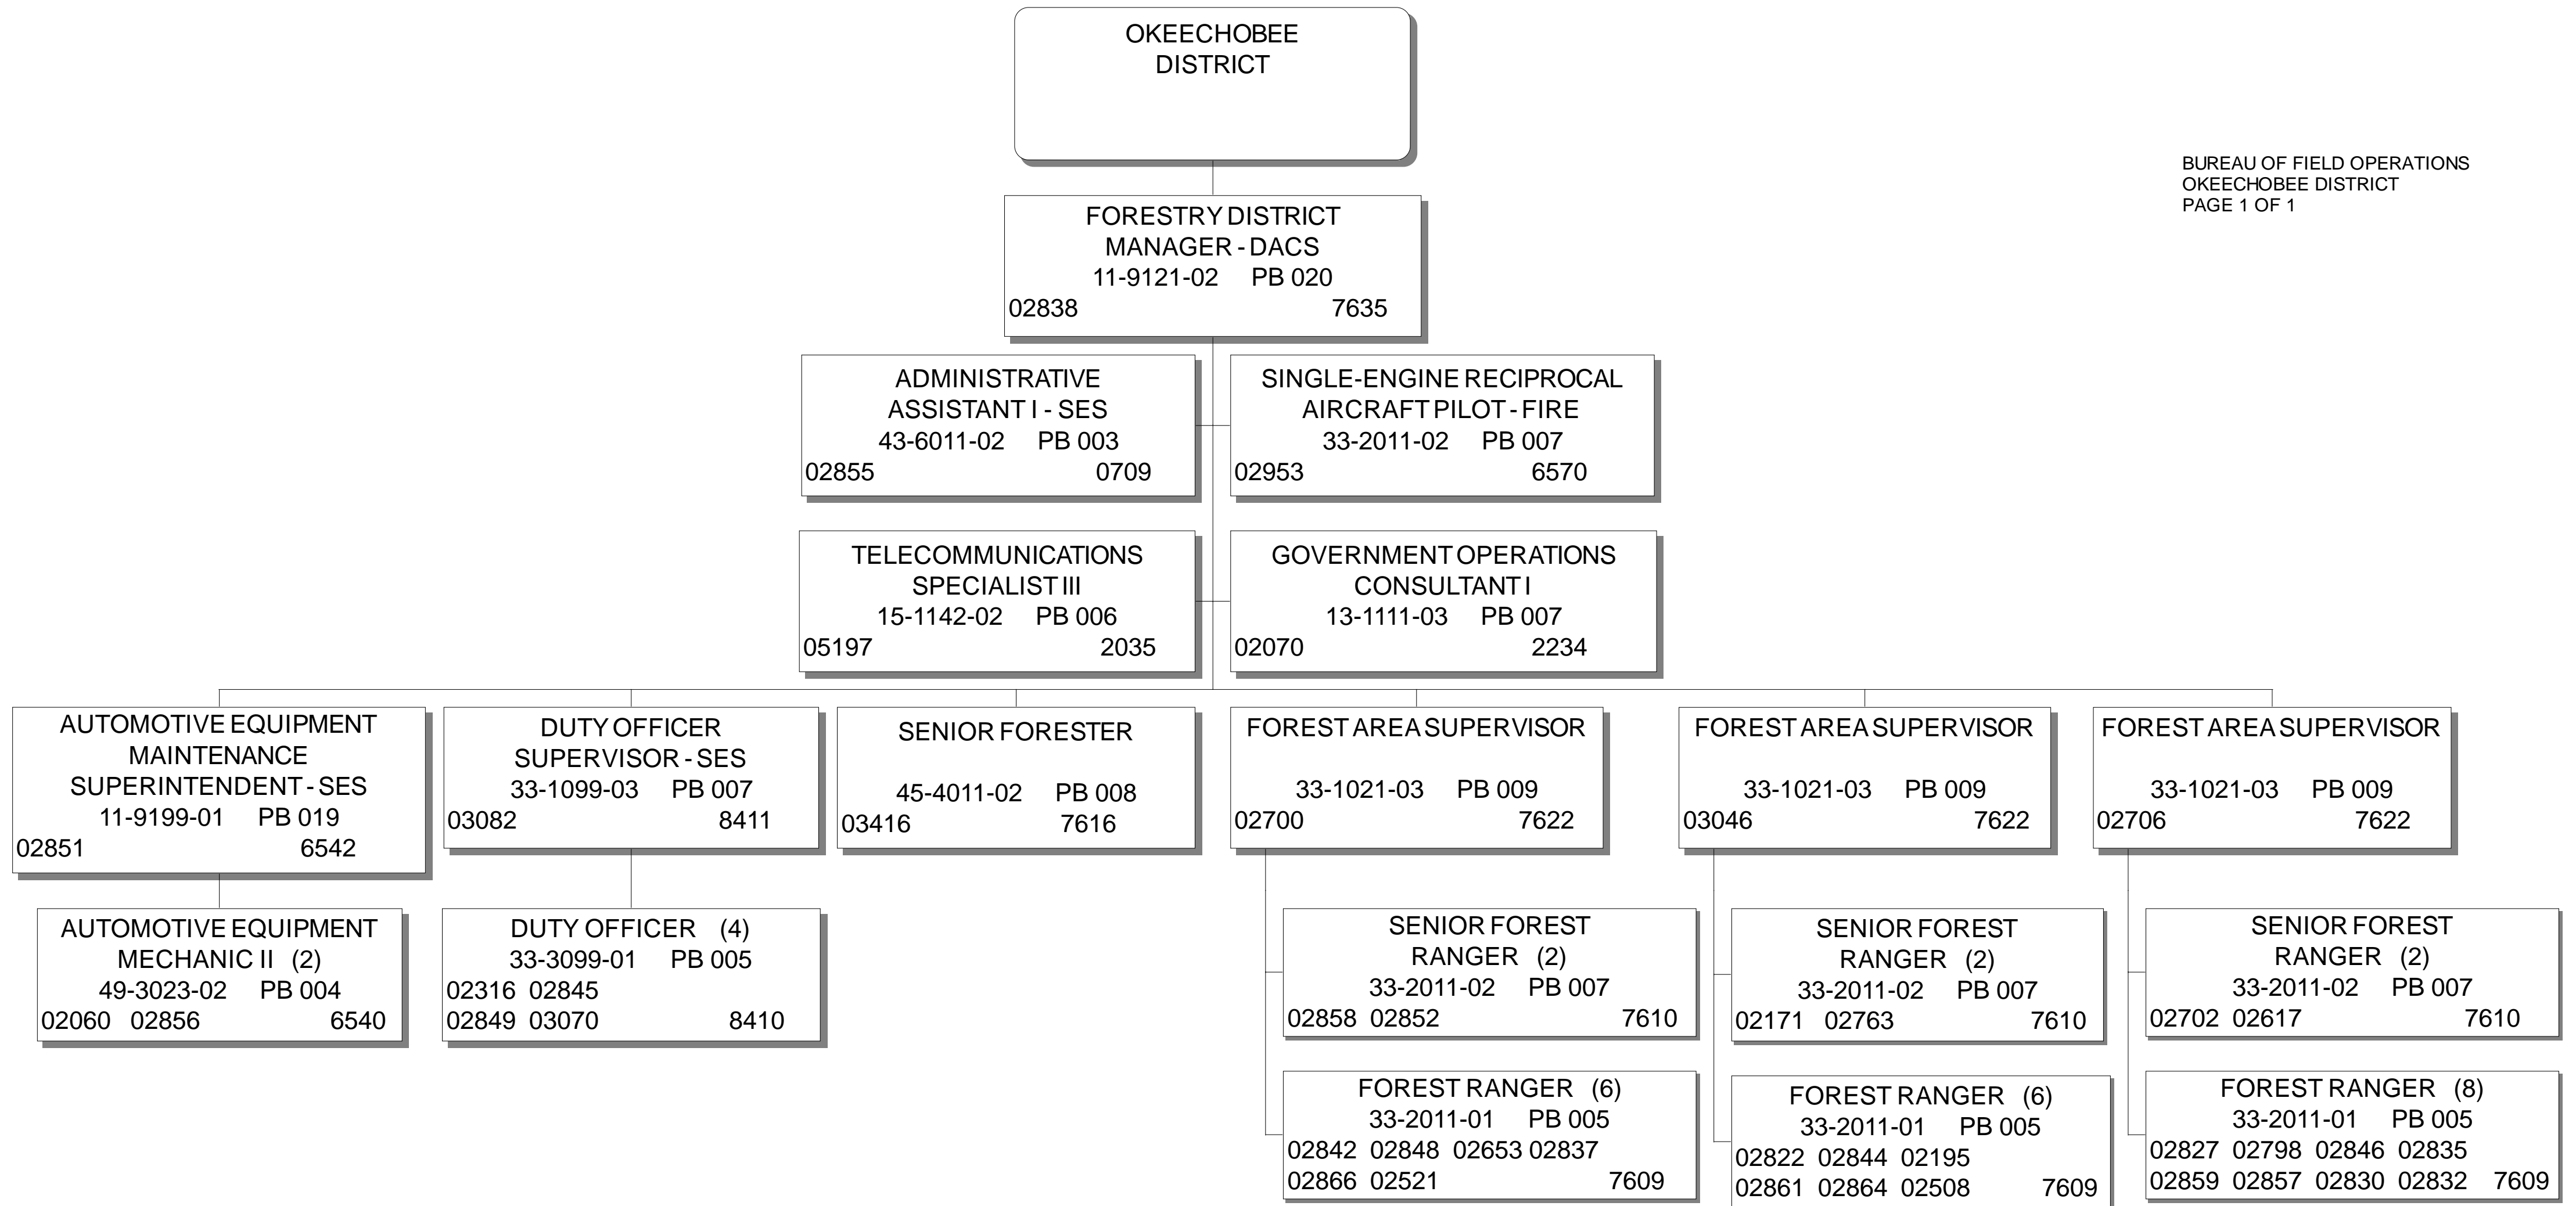 OKEECHOBEE
DISTRICT
BUREAU OF FIELD OPERATIONS
OKEECHOBEE DISTRICT
PAGE 1 OF 1
FORESTRY DISTRICT
MANAGER - DACS
11-9121-02 PB 020
02838 7635
ADMINISTRATIVE
ASSISTANT I - SES
43-6011-02 PB 003
02855 0709
SINGLE-ENGINE RECIPROCAL
AIRCRAFT PILOT - FIRE
33-2011-02 PB 007
02953 6570
TELECOMMUNICATIONS
SPECIALIST III
15-1142-02 PB 006
05197 2035
GOVERNMENT OPERATIONS
CONSULTANT I
13-1111-03 PB 007
02070 2234
AUTOMOTIVE EQUIPMENT
MAINTENANCE
SUPERINTENDENT - SES
11-9199-01 PB 019
02851 6542
DUTY OFFICER
SUPERVISOR - SES
33-1099-03 PB 007
03082 8411
SENIOR FORESTER
45-4011-02 PB 008
03416 7616
FOREST AREA SUPERVISOR
33-1021-03 PB 009
02700 7622
FOREST AREA SUPERVISOR
33-1021-03 PB 009
03046 7622
FOREST AREA SUPERVISOR
33-1021-03 PB 009
02706 7622
AUTOMOTIVE EQUIPMENT
MECHANIC II (2)
49-3023-02 PB 004
02060 02856 6540
DUTY OFFICER (4)
33-3099-01 PB 005
02316 02845
02849 03070 8410
SENIOR FOREST
RANGER (2)
33-2011-02 PB 007
02858 02852 7610
SENIOR FOREST
RANGER (2)
33-2011-02 PB 007
02171 02763 7610
SENIOR FOREST
RANGER (2)
33-2011-02 PB 007
02702 02617 7610
FOREST RANGER (6)
33-2011-01 PB 005
02842 02848 02653 02837
02866 02521 7609
FOREST RANGER (6)
33-2011-01 PB 005
02822 02844 02195
02861 02864 02508 7609
FOREST RANGER (8)
33-2011-01 PB 005
02827 02798 02846 02835
02859 02857 02830 02832 7609